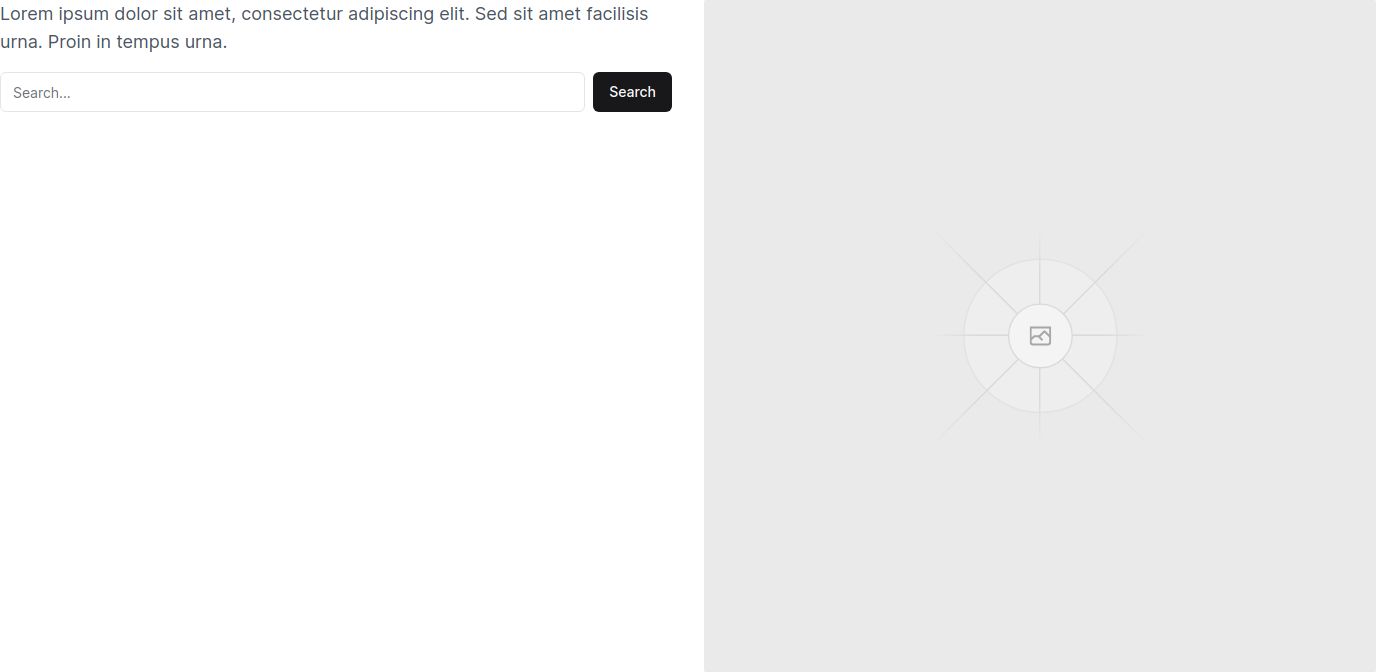 Lorem ipsum dolor sit amet, consectetur adipiscing elit. Sed sit amet facilisis
urna. Proin in tempus urna.
Search...
Search